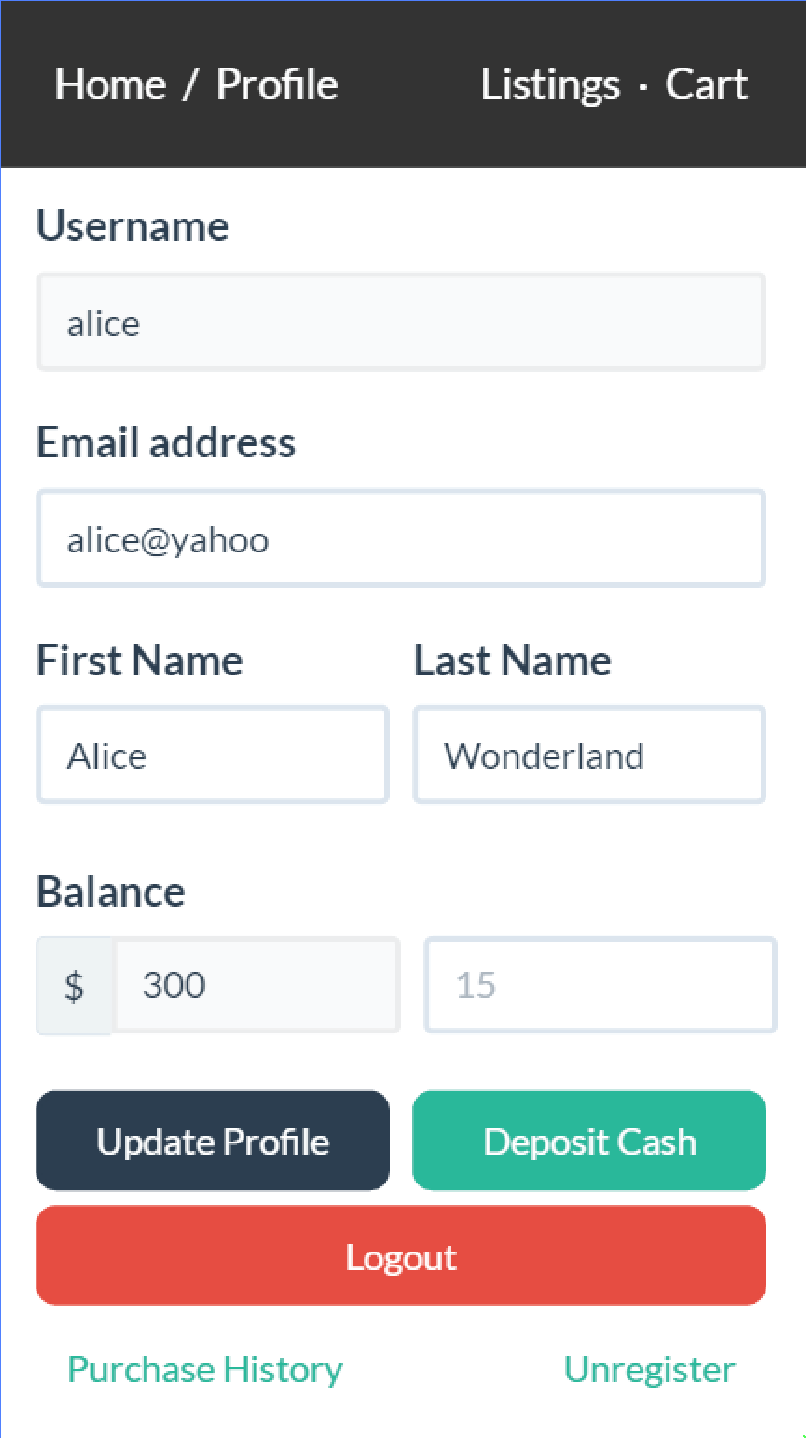 Home / Profile Listings · Cart
Username
alice
Email address
alice@yahoo
First Name Last Name
Alice Wonderland
Balance
$ 300 15
Update Profile Deposit Cash
Logout
Purchase History Unregister